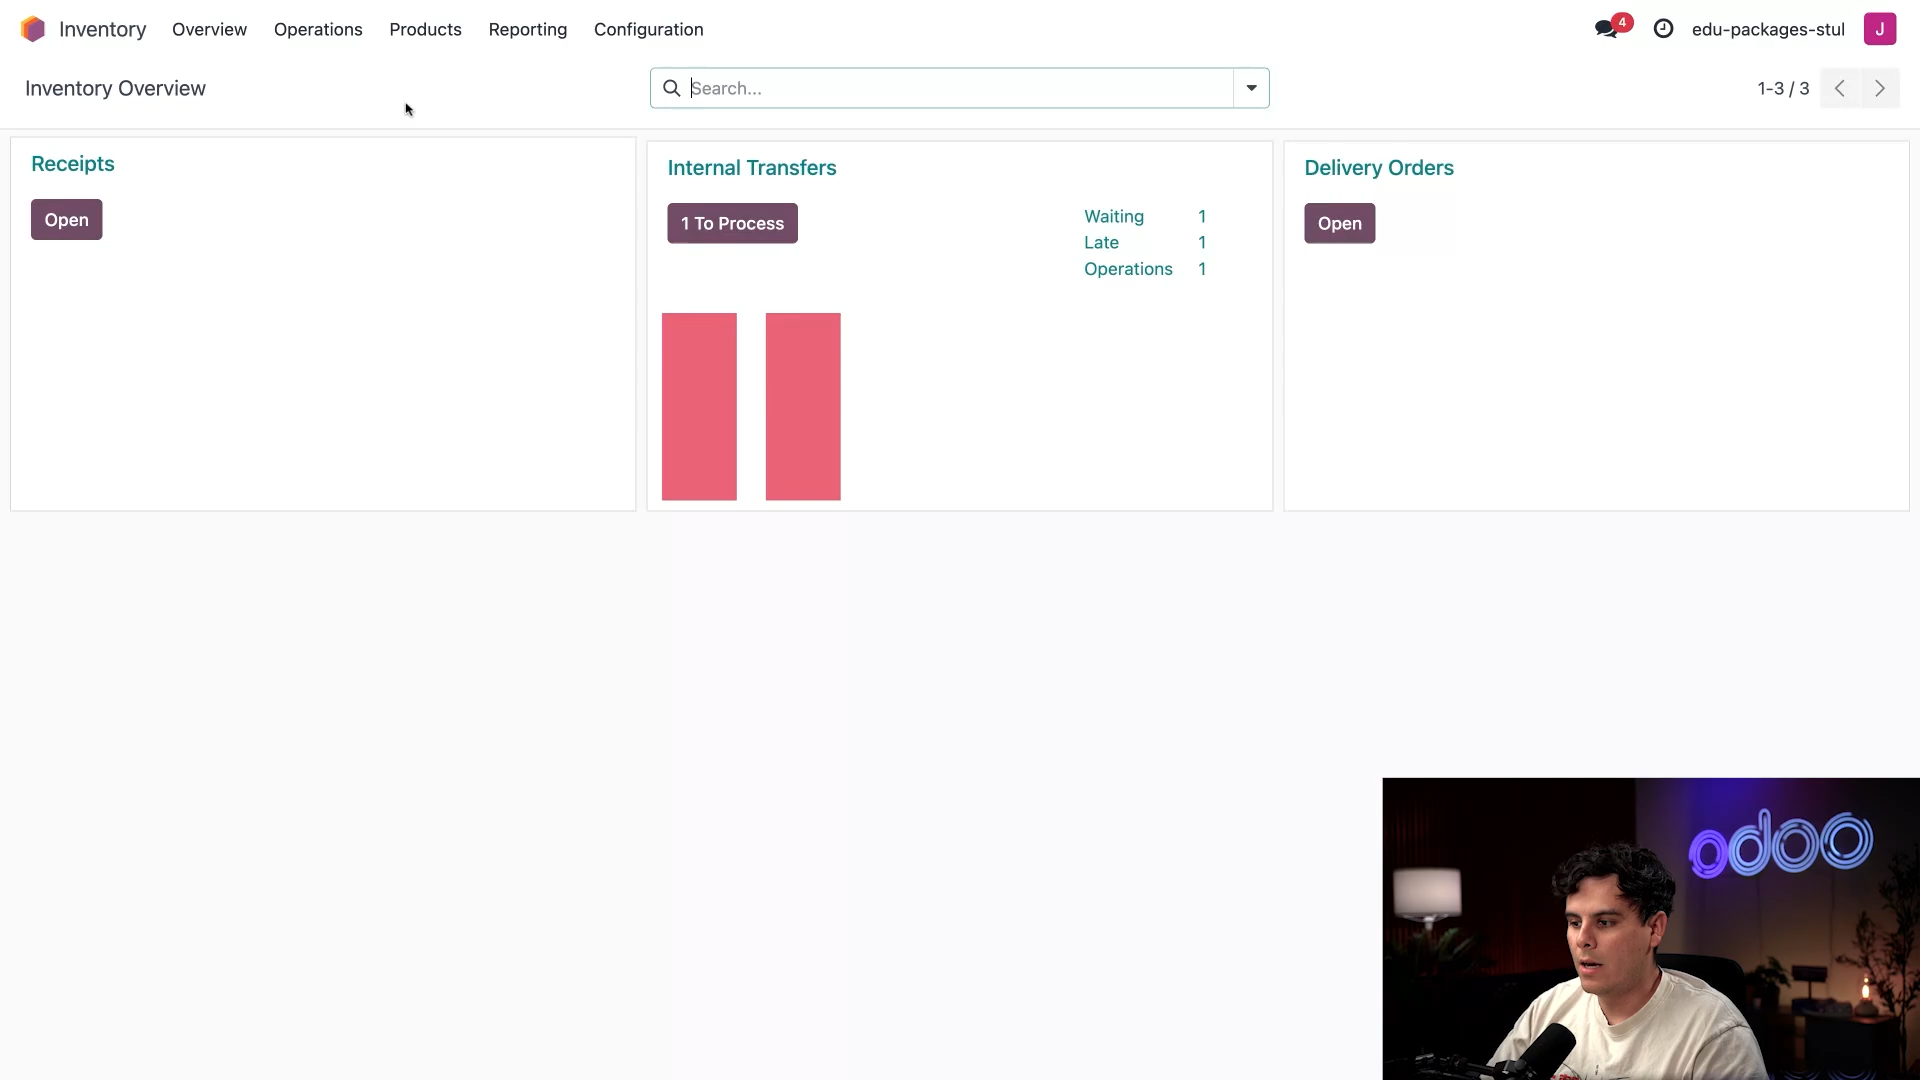 Inventory Overview Operations Products Reporting Configuration 4 edu-packages-stul J
Inventory Overview Search... 1-3 / 3
Receipts
Open
Internal Transfers
1 To Process
Waiting 1
Late 1
Operations 1
Delivery Orders
Open
odoo